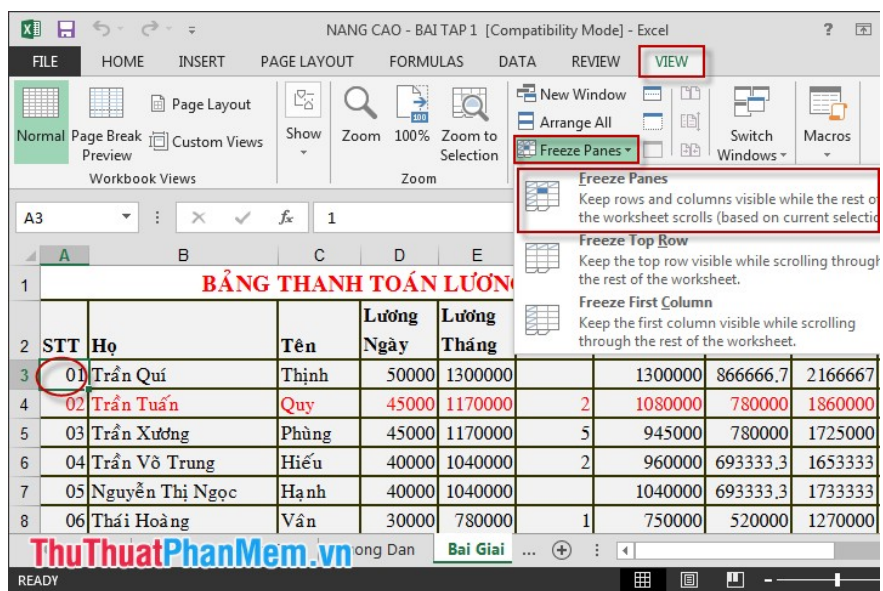 NANG CAO - BAI TAP 1 [Compatibility Mode] - Excel
FILE HOME INSERT PAGE LAYOUT FORMULAS DATA REVIEW VIEW
Normal Page Break Preview
Page Layout
Custom Views
Workbook Views
Show
Zoom 100% Zoom to Selection
Zoom
New Window
Arrange All
Freeze Panes
Switch Windows
Macros
Freeze Panes
Keep rows and columns visible while the rest of
the worksheet scrolls (based on current selectio
Freeze Top Row
Keep the top row visible while scrolling through
the rest of the worksheet.
Freeze First Column
Keep the first column visible while scrolling
through the rest of the worksheet.
A3 fx 1
A B C D E
1 BẢNG THANH TOÁN LƯƠN
2 STT Họ Tên Lương Ngày Lương Tháng
3 01 Trần Quí Thịnh 50000 1300000 1300000 866666,7 2166667
4 02 Trần Tuấn Quy 45000 1170000 2 1080000 780000 1860000
5 03 Trần Xương Phùng 45000 1170000 5 945000 780000 1725000
6 04 Trần Võ Trung Hiếu 40000 1040000 2 960000 693333,3 1653333
7 05 Nguyễn Thị Ngọc Hạnh 40000 1040000 1040000 693333,3 1733333
8 06 Thái Hoàng Vân 30000 780000 1 750000 520000 1270000
ThuThuatPhanMem.vn
ong Dan Bai Giai ...
READY